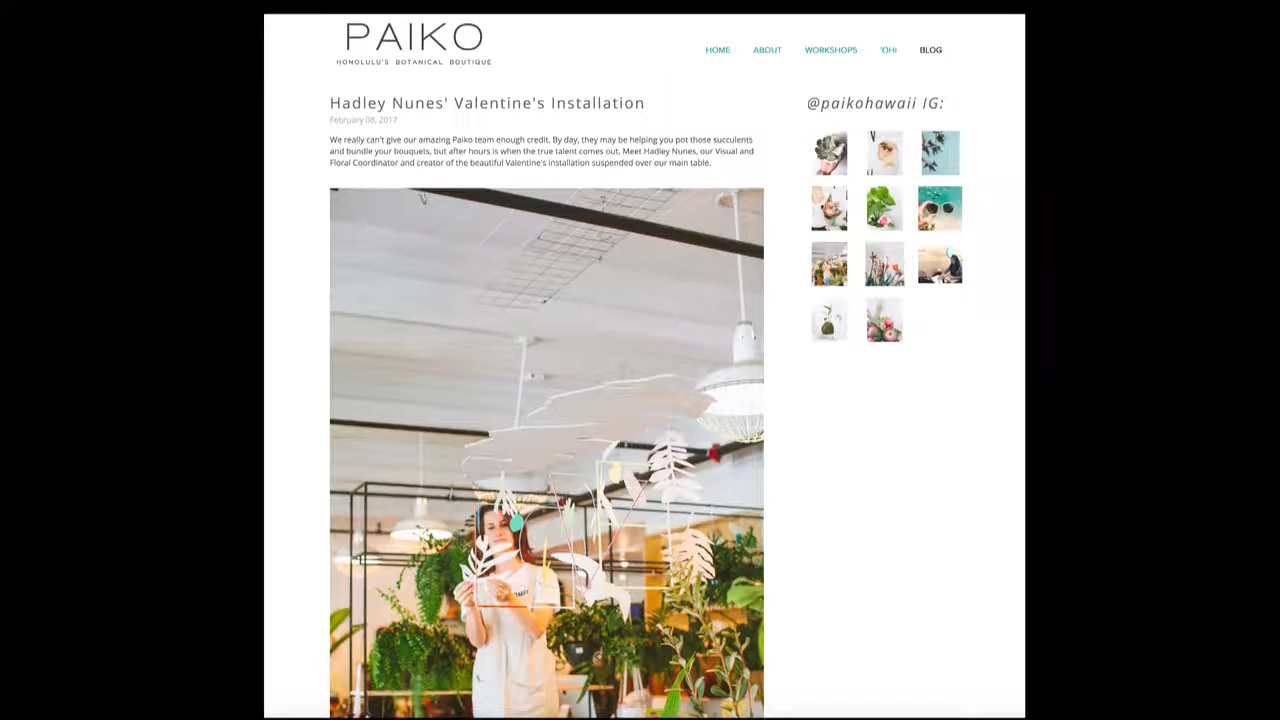 PAIKO
HONOLULU'S BOTANICAL BOUTIQUE
HOME ABOUT WORKSHOPS 'OHI BLOG
Hadley Nunes' Valentine's Installation
February 08, 2017
We really can't give our amazing Paiko team enough credit. By day, they may be helping you pot those succulents
and bundle your bouquets, but after hours is when the true talent comes out. Meet Hadley Nunes, our Visual and
Floral Coordinator and creator of the beautiful Valentine's installation suspended over our main table.
@paikohawaii IG: